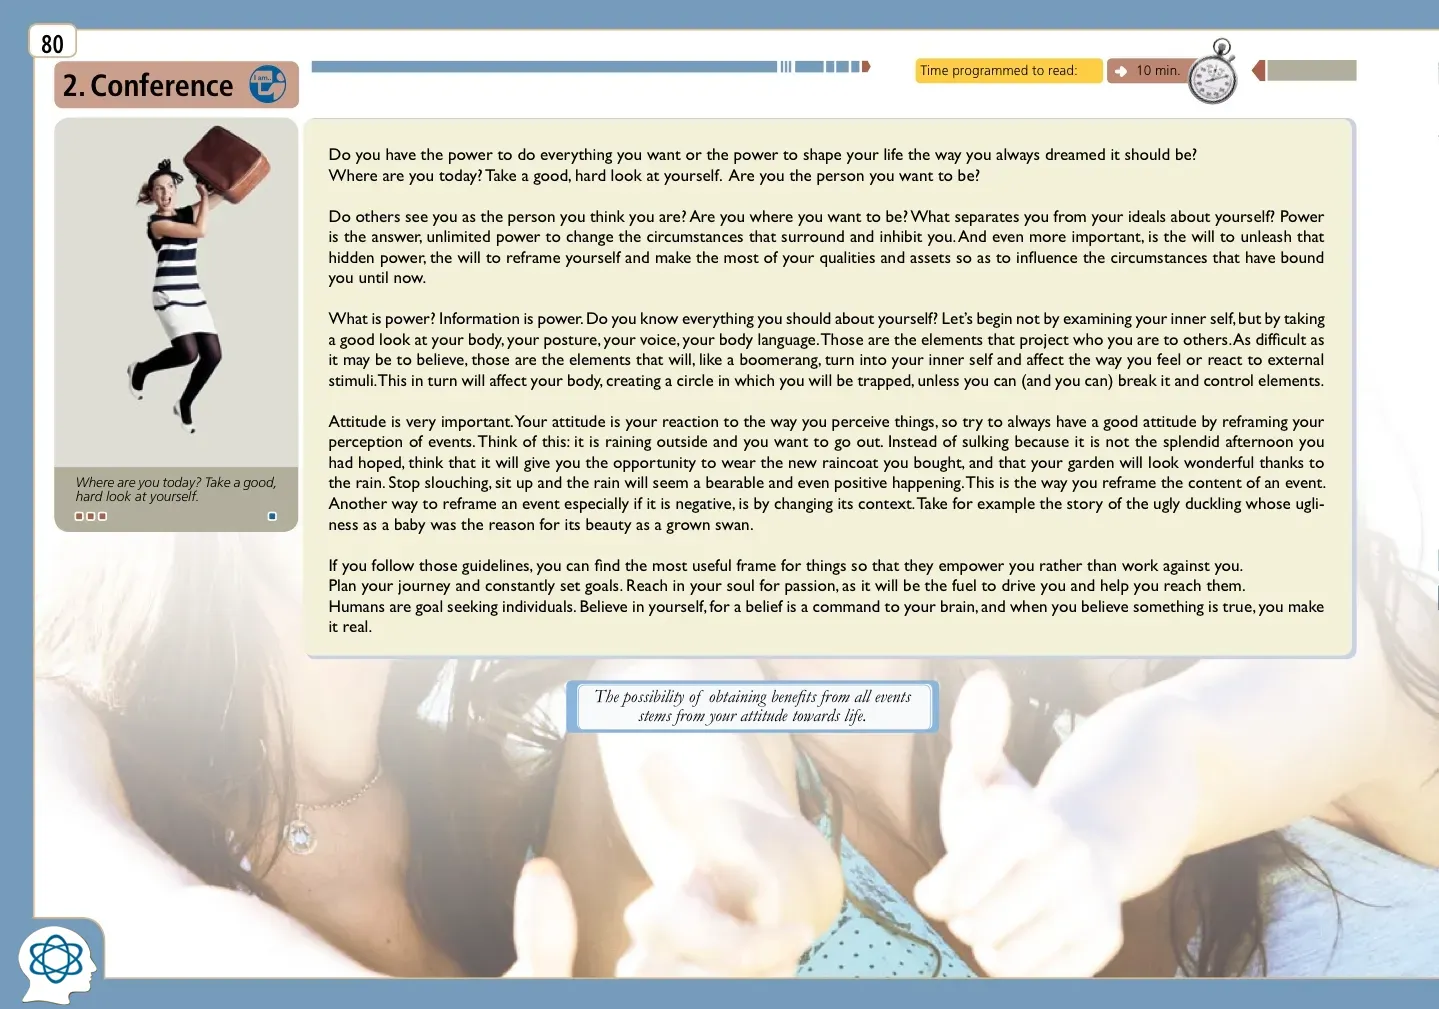 80
2. Conference
I am...
Time programmed to read:
10 min.
Do you have the power to do everything you want or the power to shape your life the way you always dreamed it should be?
Where are you today? Take a good, hard look at yourself. Are you the person you want to be?
Do others see you as the person you think you are? Are you where you want to be? What separates you from your ideals about yourself? Power
is the answer, unlimited power to change the circumstances that surround and inhibit you. And even more important, is the will to unleash that
hidden power, the will to reframe yourself and make the most of your qualities and assets so as to influence the circumstances that have bound
you until now.
What is power? Information is power. Do you know everything you should about yourself? Let's begin not by examining your inner self, but by taking
a good look at your body, your posture, your voice, your body language. Those are the elements that project who you are to others. As difficult as
it may be to believe, those are the elements that will, like a boomerang, turn into your inner self and affect the way you feel or react to external
stimuli. This in turn will affect your body, creating a circle in which you will be trapped, unless you can (and you can) break it and control elements.
Attitude is very important. Your attitude is your reaction to the way you perceive things, so try to always have a good attitude by reframing your
perception of events. Think of this: it is raining outside and you want to go out. Instead of sulking because it is not the splendid afternoon you
had hoped, think that it will give you the opportunity to wear the new raincoat you bought, and that your garden will look wonderful thanks to
the rain. Stop slouching, sit up and the rain will seem a bearable and even positive happening. This is the way you reframe the content of an event.
Another way to reframe an event especially if it is negative, is by changing its context. Take for example the story of the ugly duckling whose ugli-
ness as a baby was the reason for its beauty as a grown swan.
If you follow those guidelines, you can find the most useful frame for things so that they empower you rather than work against you.
Plan your journey and constantly set goals. Reach in your soul for passion, as it will be the fuel to drive you and help you reach them.
Humans are goal seeking individuals. Believe in yourself, for a belief is a command to your brain, and when you believe something is true, you make
it real.
Where are you today? Take a good,
hard look at yourself.
The possibility of obtaining benefits from all events
stems from your attitude towards life.